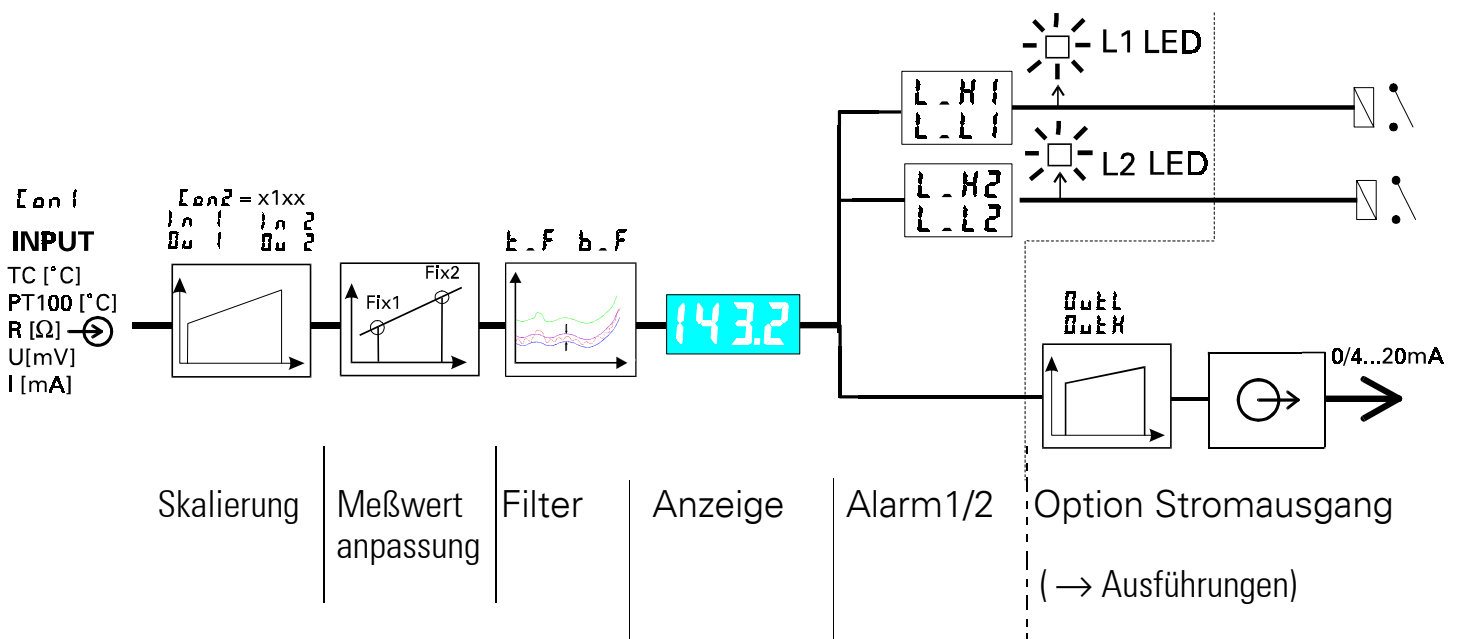 L1 LED
L_H1
L_L1
L2 LED
L_H2
L_L2
Con1
Con2 = x1xx
In 1 In 2
Ou 1 Ou 2
INPUT
TC [°C]
PT100 [°C]
R [Ω]
U[mV]
I [mA]
Fix1
Fix2
t_F b_F
143.2
OutL
OutH
0/4...20mA
Skalierung
Meßwert
anpassung
Filter
Anzeige
Alarm1/2
Option Stromausgang
( → Ausführungen)